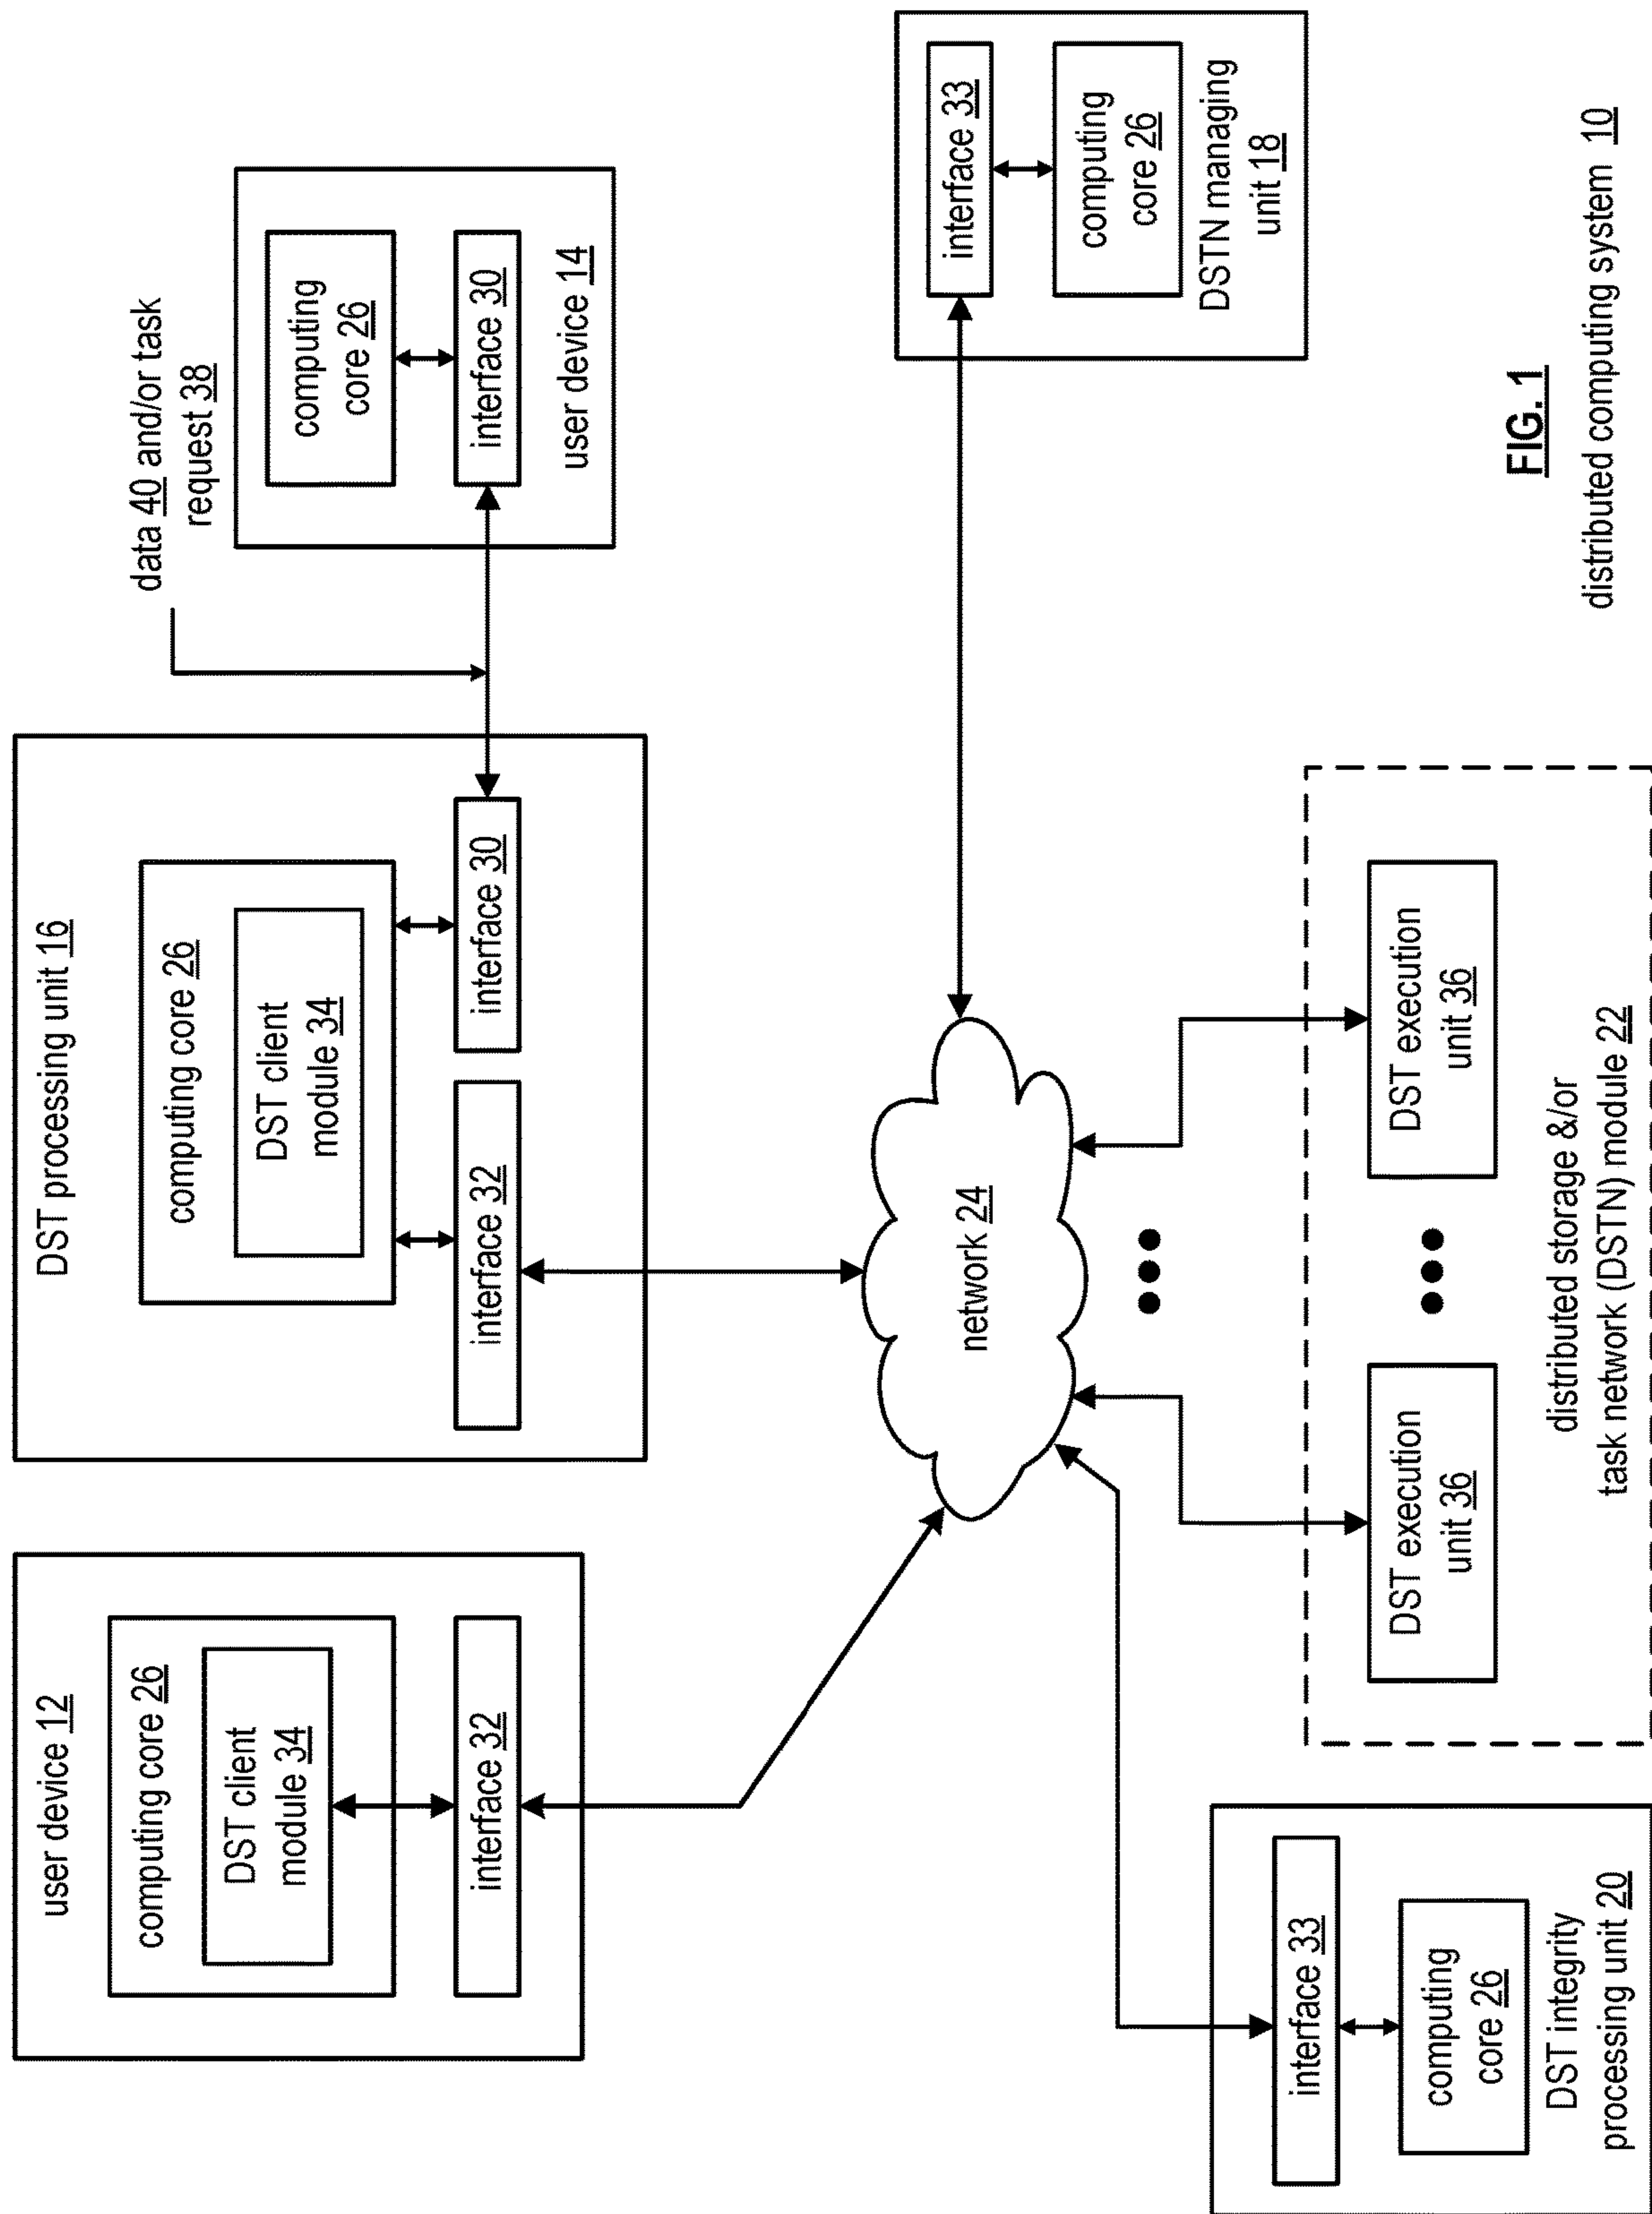 user device 12
computing core 26
DST client
module 34
interface 32
DST processing unit 16
computing core 26
DST client
module 34
interface 32
interface 30
data 40 and/or task
request 38
computing
core 26
interface 30
user device 14
network 24
interface 33
computing
core 26
DSTN managing
unit 18
interface 33
computing
core 26
DST integrity
processing unit 20
DST execution
unit 36
DST execution
unit 36
distributed storage &/or
task network (DSTN) module 22
FIG. 1
distributed computing system 10